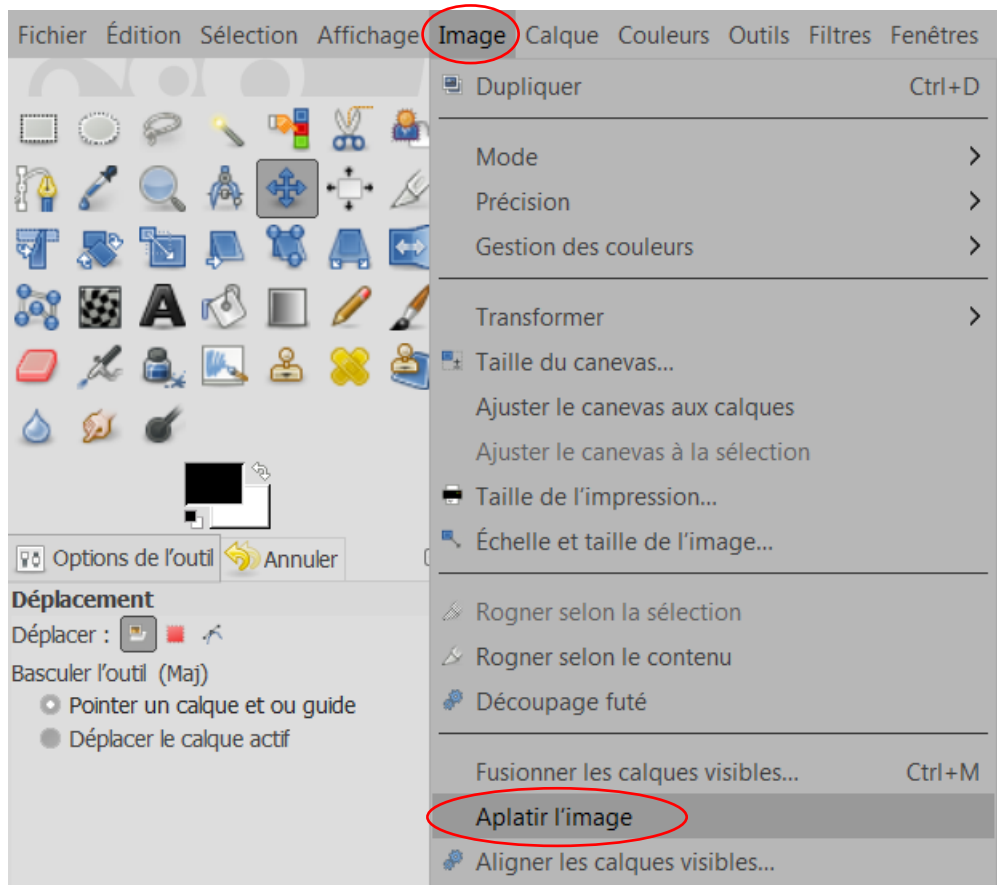 Fichier Édition Sélection Affichage Image Calque Couleurs Outils Filtres Fenêtres
Dupliquer Ctrl+D
Mode
Précision
Gestion des couleurs
Transformer
Taille du canevas...
Ajuster le canevas aux calques
Ajuster le canevas à la sélection
Taille de l'impression...
Échelle et taille de l'image...
Rogner selon la sélection
Rogner selon le contenu
Découpage futé
Fusionner les calques visibles... Ctrl+M
Aplatir l'image
Aligner les calques visibles...
Options de l'outil Annuler
Déplacement
Déplacer :
Basculer l'outil (Maj)
Pointer un calque et ou guide
Déplacer le calque actif